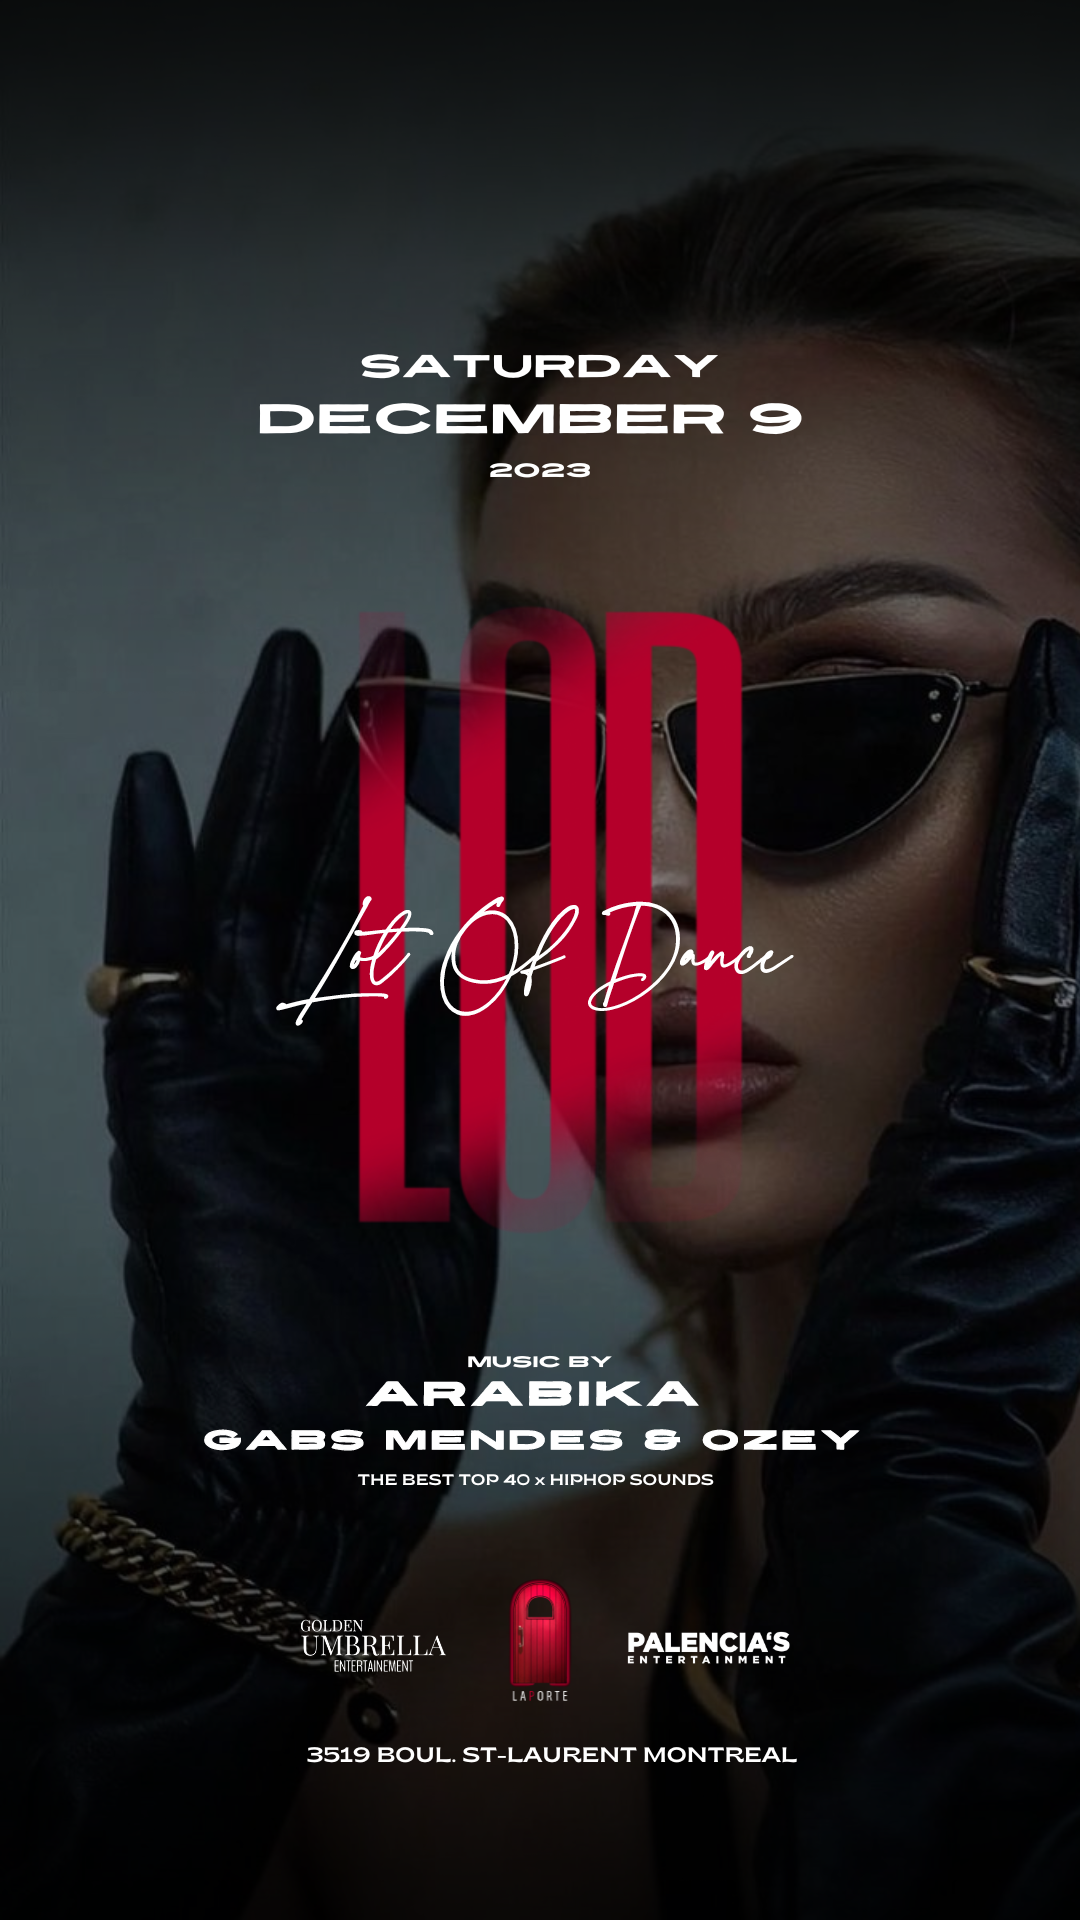 SATURDAY
DECEMBER 9
2023
LOD
Lot Of Dance
MUSIC BY
ARABIKA
GABS MENDES & OZEY
THE BEST TOP 40 x HIPHOP SOUNDS
GOLDEN
UMBRELLA
ENTERTAINEMENT
LAPORTE
PALENCIA'S
ENTERTAINMENT
3519 BOUL. ST-LAURENT MONTREAL